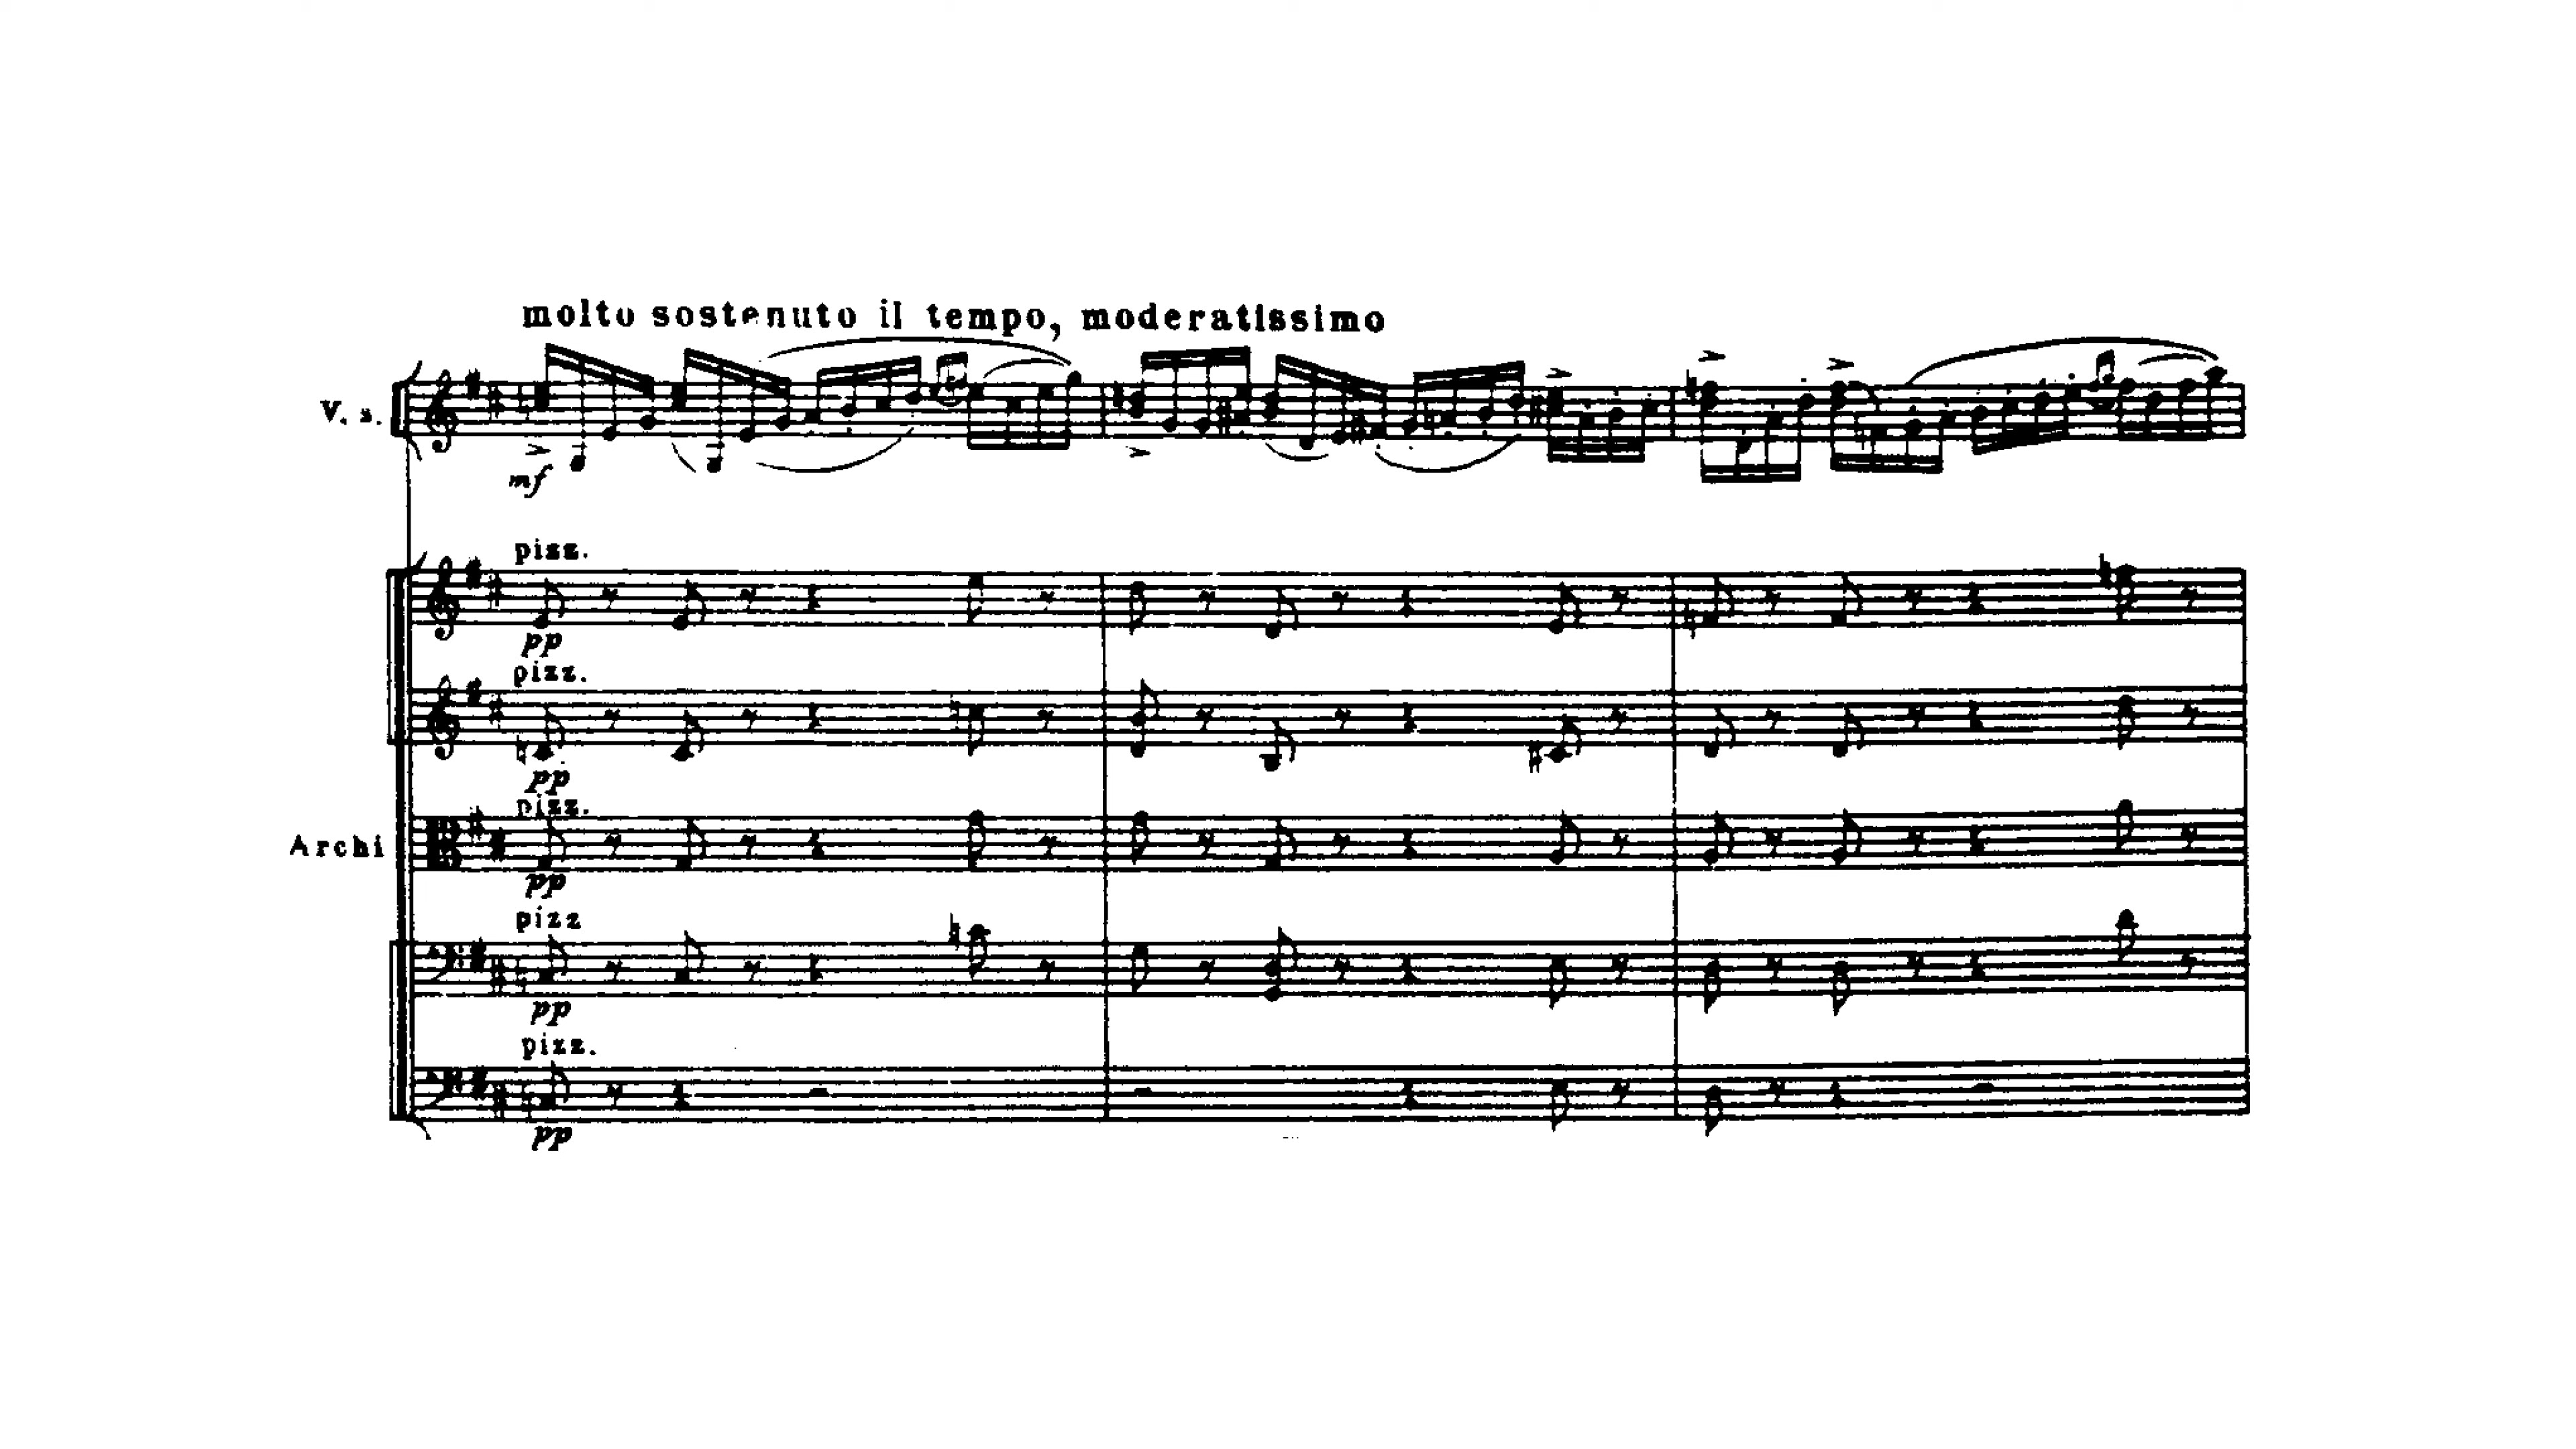 molto sostenuto il tempo, moderatissimo
V. s.
mf
pizz.
pp
pizz.
pp
pizz.
Archi
pp
pizz
pp
pizz.
pp